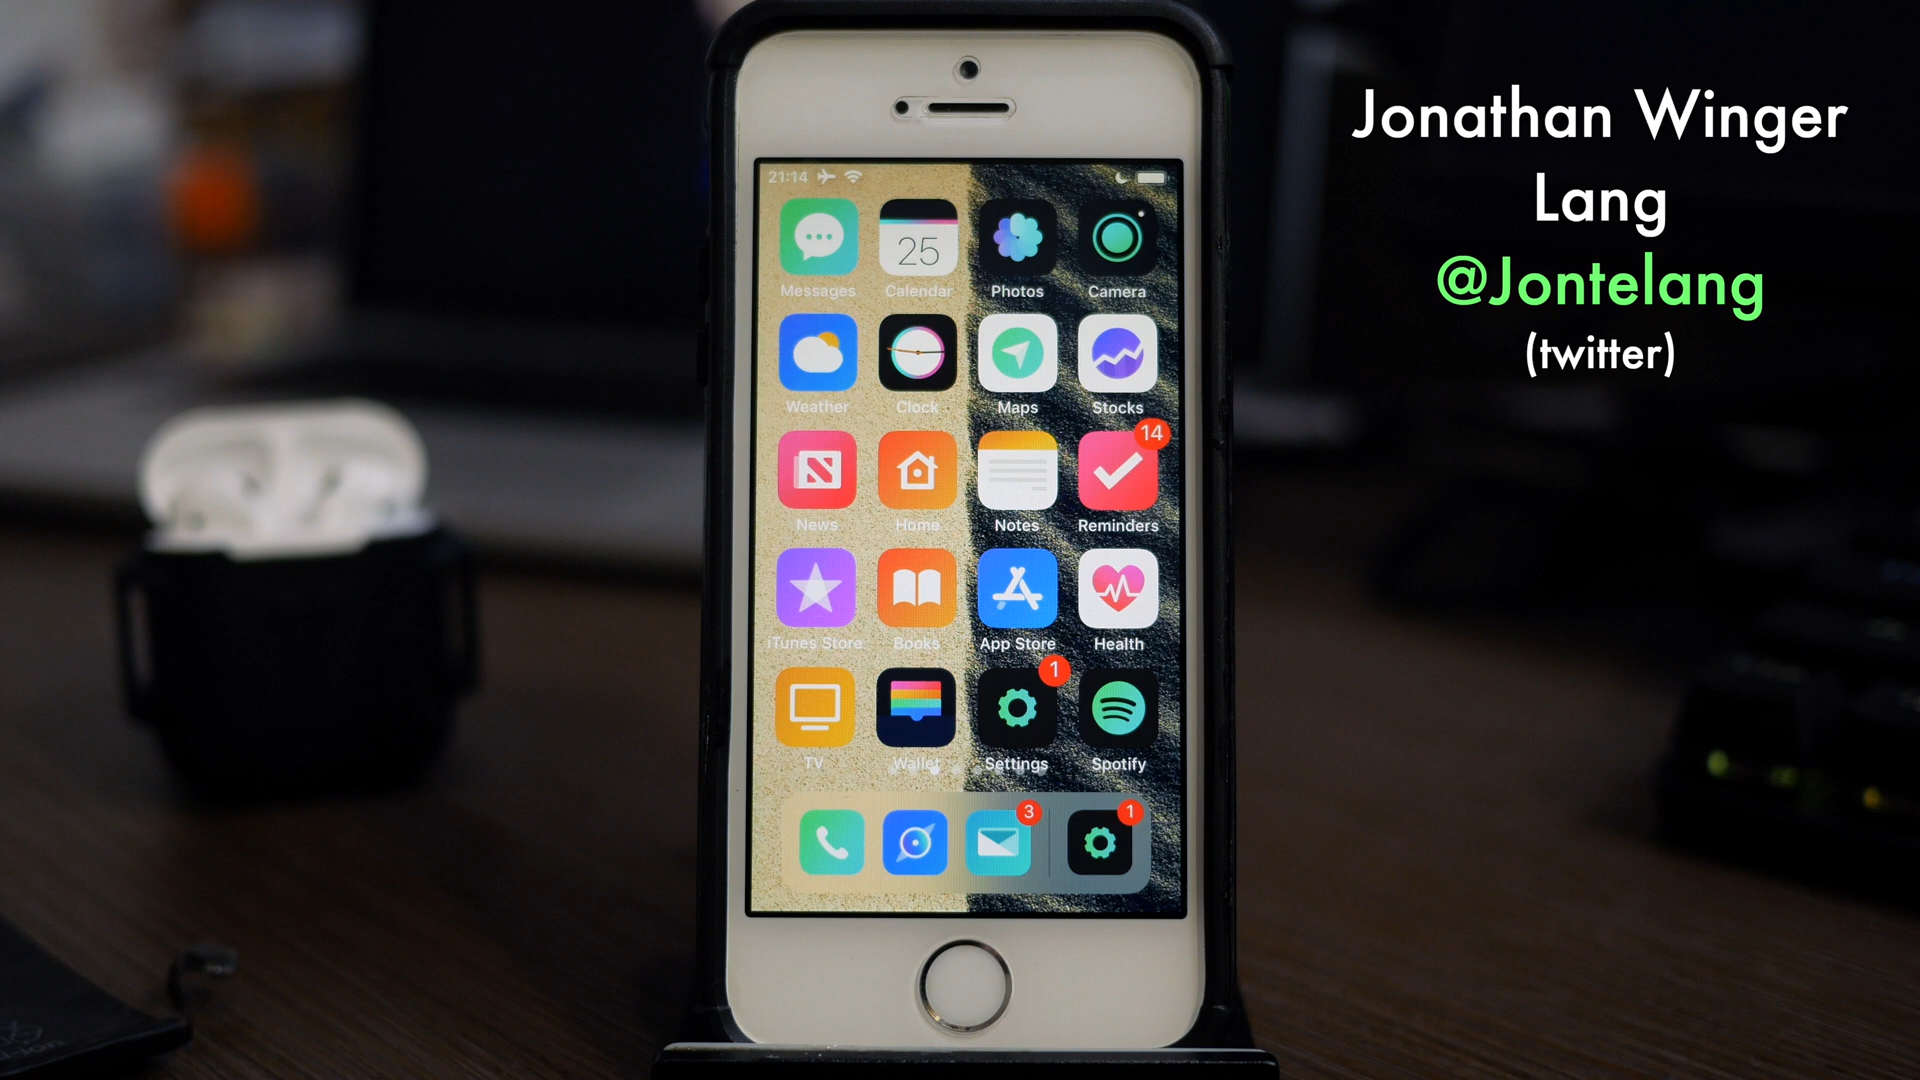 Jonathan Winger
Lang
@Jontelang
(twitter)
21:14
25
Messages Calendar Photos Camera
Weather Clock Maps Stocks
14
News Home Notes Reminders
iTunes Store Books App Store Health
1
TV Wallet Settings Spotify
3 1